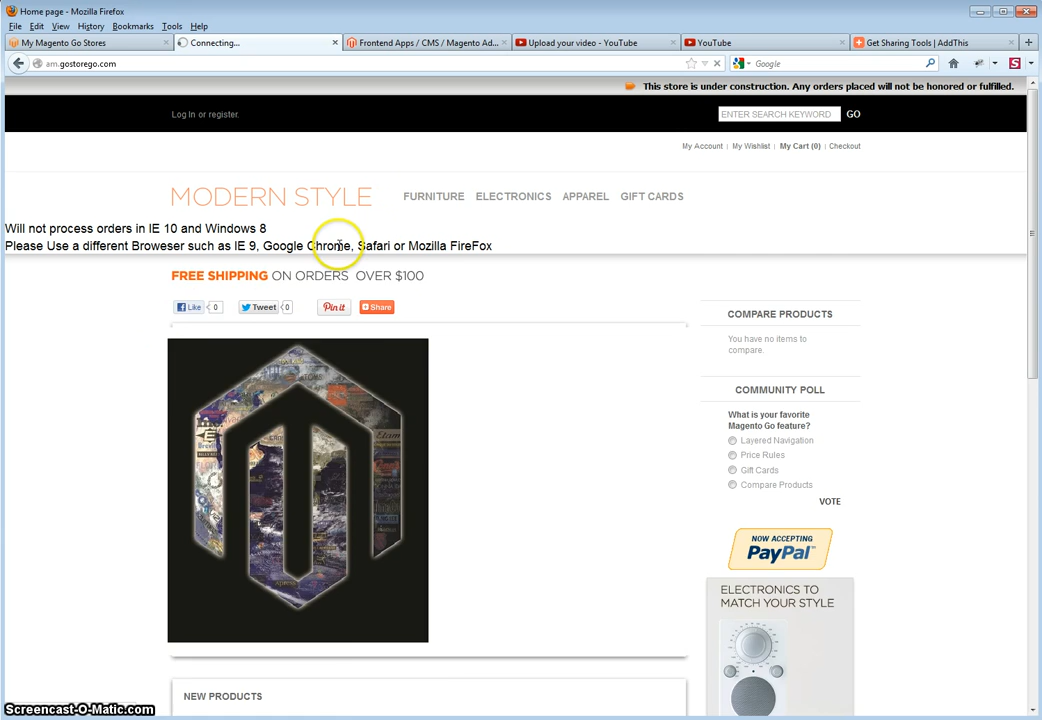 Home page - Mozilla Firefox
File Edit View History Bookmarks Tools Help
My Magento Go Stores
Connecting...
Frontend Apps / CMS / Magento Ad...
Upload your video - YouTube
YouTube
Get Sharing Tools | AddThis
am.gostorego.com
Google
This store is under construction. Any orders placed will not be honored or fulfilled.
Log In or register.
ENTER SEARCH KEYWORD GO
My Account | My Wishlist | My Cart (0) | Checkout
MODERN STYLE
FURNITURE ELECTRONICS APPAREL GIFT CARDS
Will not process orders in IE 10 and Windows 8
Please Use a different Broweser such as IE 9, Google Chrome, Safari or Mozilla FireFox
FREE SHIPPING ON ORDERS OVER $100
Like 0 Tweet 0 Pin it Share
COMPARE PRODUCTS
You have no items to
compare.
COMMUNITY POLL
What is your favorite
Magento Go feature?
Layered Navigation
Price Rules
Gift Cards
Compare Products
VOTE
NOW ACCEPTING
PayPal
ELECTRONICS TO
MATCH YOUR STYLE
NEW PRODUCTS
Screencast-O-Matic.com